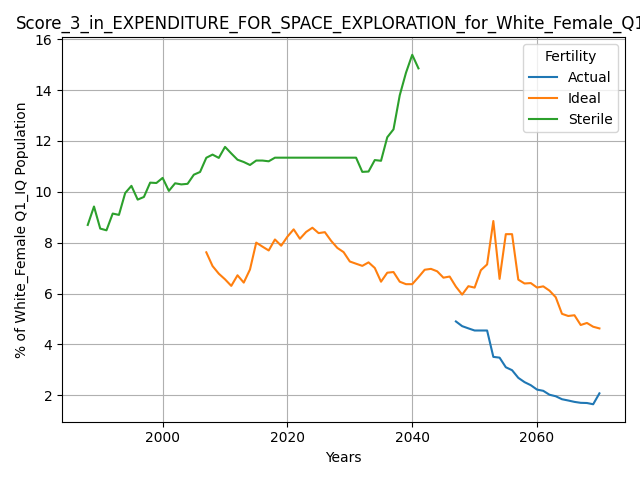 Score_3_in_EXPENDITURE_FOR_SPACE_EXPLORATION_for_White_Female_Q1
Fertility
Actual
Ideal
Sterile
% of White_Female Q1_IQ Population
16
14
12
10
8
6
4
2
2000 2020 2040 2060
Years